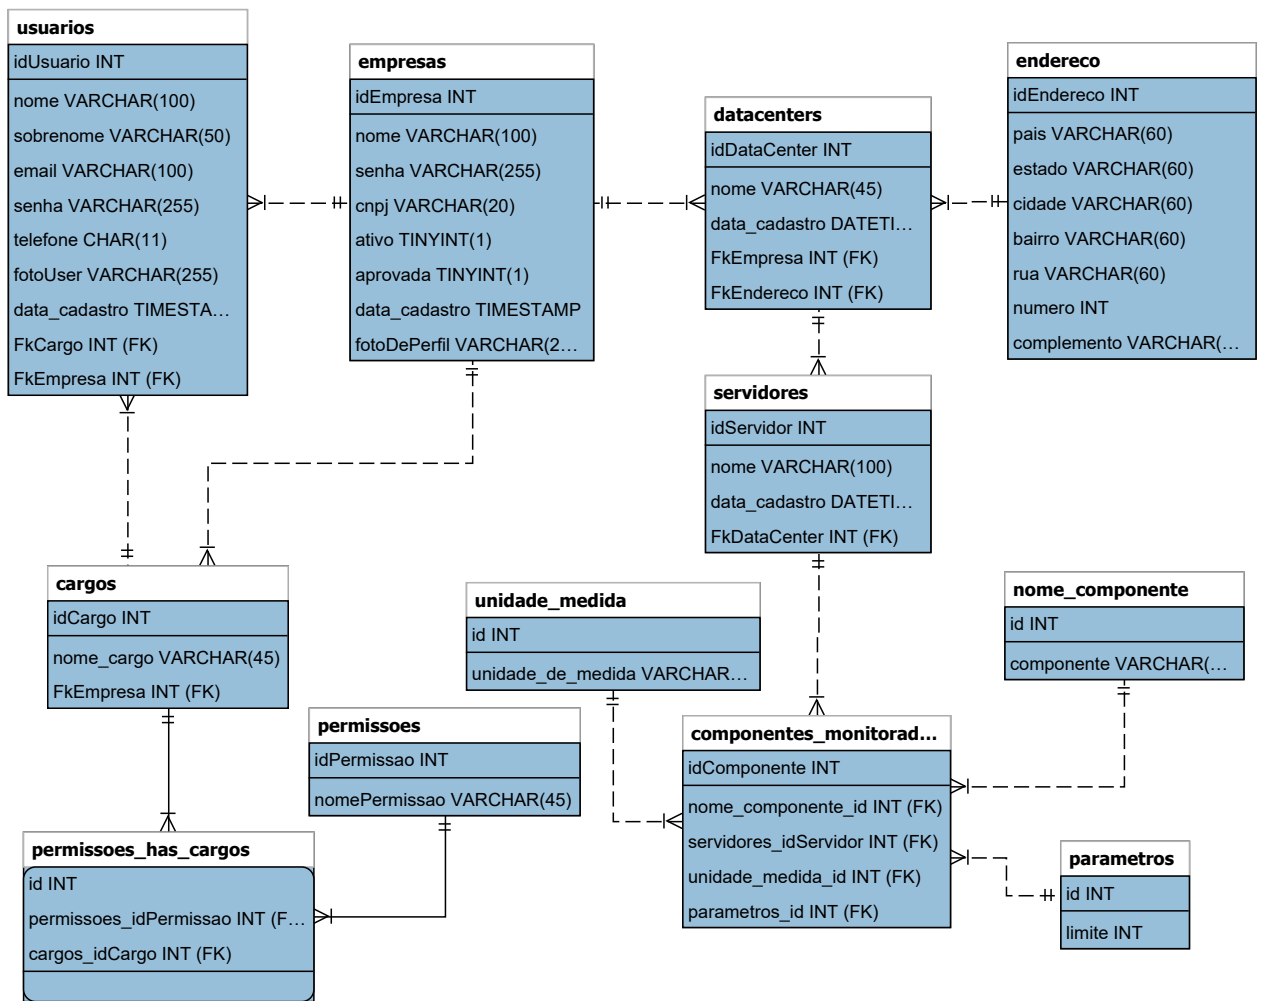 usuarios
idUsuario INT
nome VARCHAR(100)
sobrenome VARCHAR(50)
email VARCHAR(100)
senha VARCHAR(255)
telefone CHAR(11)
fotoUser VARCHAR(255)
data_cadastro TIMESTA...
FkCargo INT (FK)
FkEmpresa INT (FK)
empresas
idEmpresa INT
nome VARCHAR(100)
senha VARCHAR(255)
cnpj VARCHAR(20)
ativo TINYINT(1)
aprovada TINYINT(1)
data_cadastro TIMESTAMP
fotoDePerfil VARCHAR(2...
datacenters
idDataCenter INT
nome VARCHAR(45)
data_cadastro DATETI...
FkEmpresa INT (FK)
FkEndereco INT (FK)
endereco
idEndereco INT
pais VARCHAR(60)
estado VARCHAR(60)
cidade VARCHAR(60)
bairro VARCHAR(60)
rua VARCHAR(60)
numero INT
complemento VARCHAR(...
servidores
idServidor INT
nome VARCHAR(100)
data_cadastro DATETI...
FkDataCenter INT (FK)
cargos
idCargo INT
nome_cargo VARCHAR(45)
FkEmpresa INT (FK)
unidade_medida
id INT
unidade_de_medida VARCHAR...
nome_componente
id INT
componente VARCHAR(...
permissoes
idPermissao INT
nomePermissao VARCHAR(45)
componentes_monitorad...
idComponente INT
nome_componente_id INT (FK)
servidores_idServidor INT (FK)
unidade_medida_id INT (FK)
parametros_id INT (FK)
permissoes_has_cargos
id INT
permissoes_idPermissao INT (F...
cargos_idCargo INT (FK)
parametros
id INT
limite INT